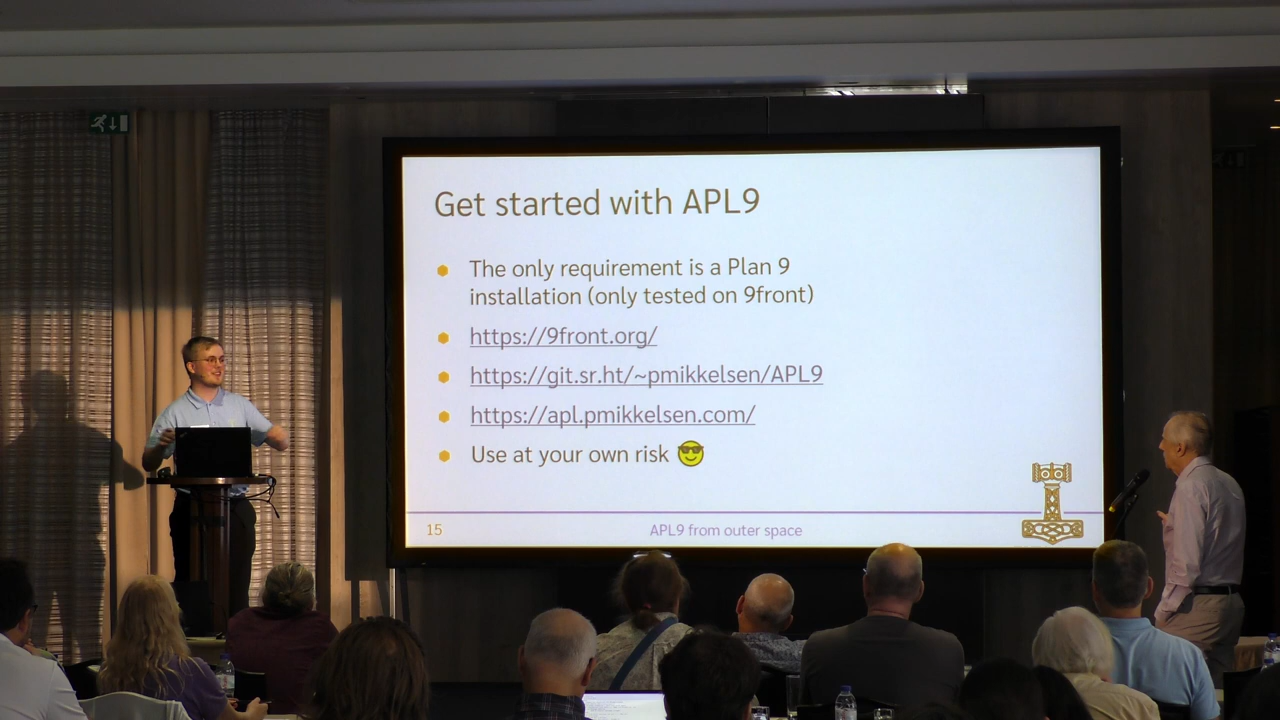 Get started with APL9
The only requirement is a Plan 9
installation (only tested on 9front)
https://9front.org/
https://git.sr.ht/~pmikkelsen/APL9
https://apl.pmikkelsen.com/
Use at your own risk 😎
15
APL9 from outer space